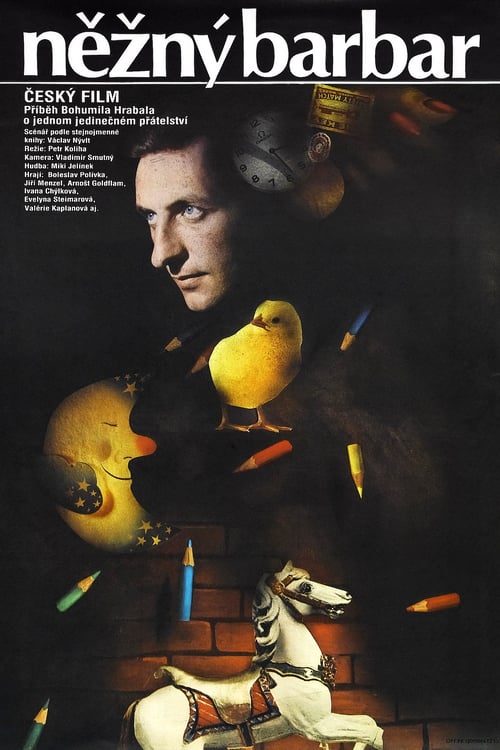 něžný barbar
ČESKÝ FILM
Příběh Bohumila Hrabala
o jednom jedinečném přátelství
Scénář podle stejnojmenné
knihy: Václav Nývlt
Režie: Petr Koliha
Kamera: Vladimír Smutný
Hudba: Miki Jelínek
Hrají: Boleslav Polívka,
Jiří Menzel, Arnošt Goldflam,
Ivana Chýlková,
Evelyna Steimarová,
Valérie Kaplanová aj.